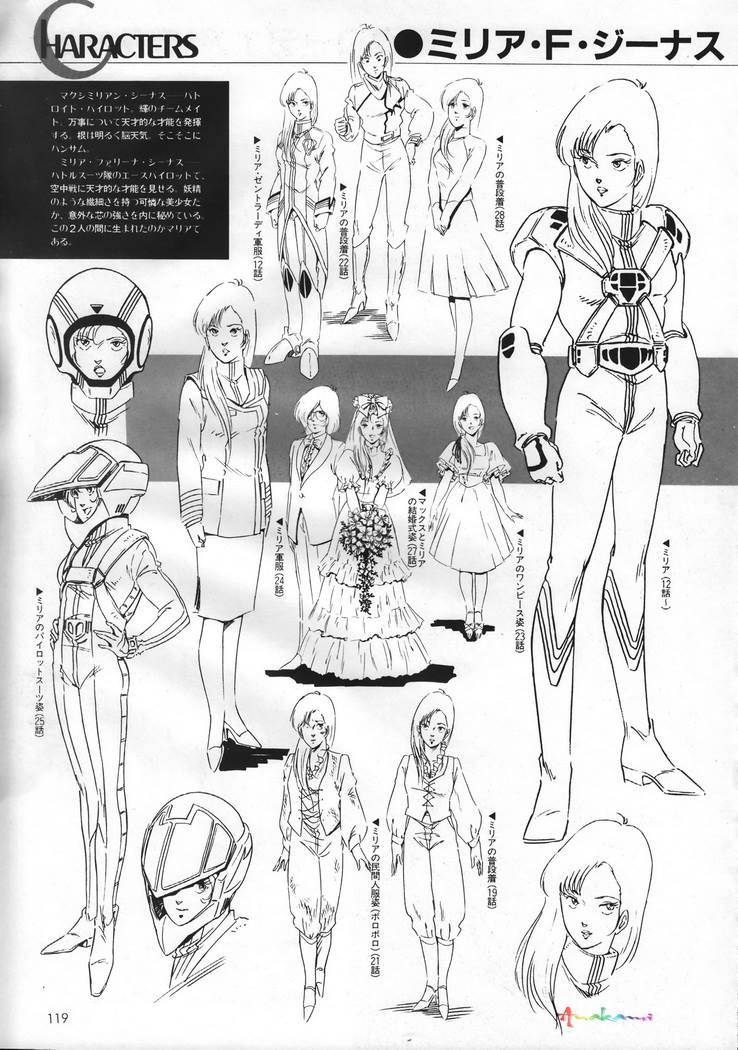 CHARACTERS
●ミリア・F・ジーナス
マクシミリアン・ジーナス——パト
ロイド・パイロット。輝のチームメイ
ト。万事について天才的な才能を発揮
する。根は明るく脳天気。そこそこに
ハンサム。
ミリア・ファリーナ・ジーナス——
バトルスーツ隊のエースパイロットで、
空中戦に天才的な才能を見せる。妖精
のような繊細さを持つ可憐な美少女だ
が、意外な芯の強さを内に秘めている。
この2人の間に生まれたのがマリアで
ある。
▶ミリア・ゼントラーディ軍服(12話)
▶ミリアの普段着(22話)
◀ミリアの普段着(28話)
◀ミリア軍服(24話)
◀マックスとミリア
の結婚式姿(27話)
◀ミリアのワンピース姿(23話)
◀ミリア(12話〜)
▶ミリアのパイロットスーツ姿(25話)
◀ミリアの民間人服姿(ボロボロ)(21話)
◀ミリアの普段着(19話)
119
Anakami